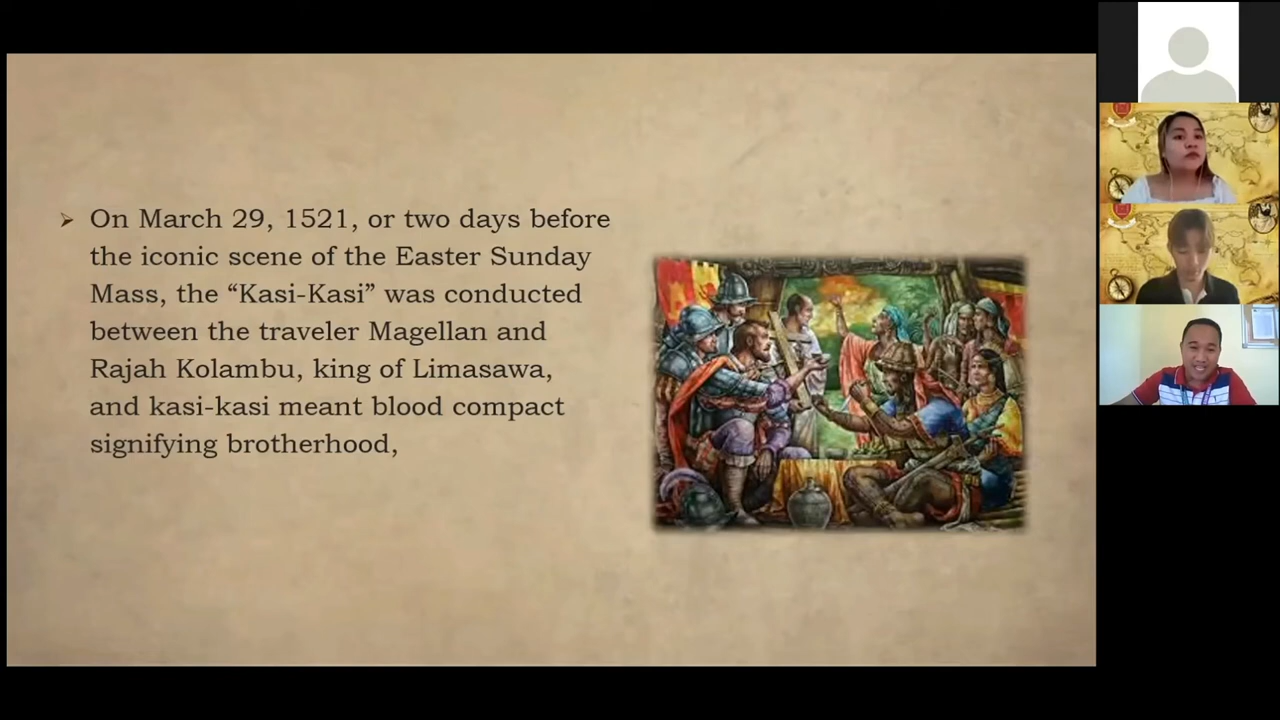 On March 29, 1521, or two days before
the iconic scene of the Easter Sunday
Mass, the “Kasi-Kasi” was conducted
between the traveler Magellan and
Rajah Kolambu, king of Limasawa,
and kasi-kasi meant blood compact
signifying brotherhood,